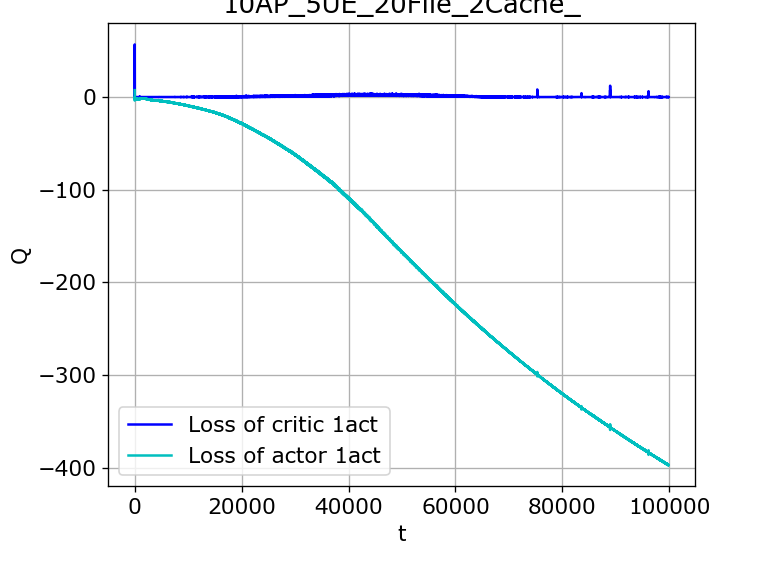 10AP_5UE_20File_2Cache_
0
−100
−200
−300
−400
Q
Loss of critic 1act
Loss of actor 1act
0 20000 40000 60000 80000 100000
t